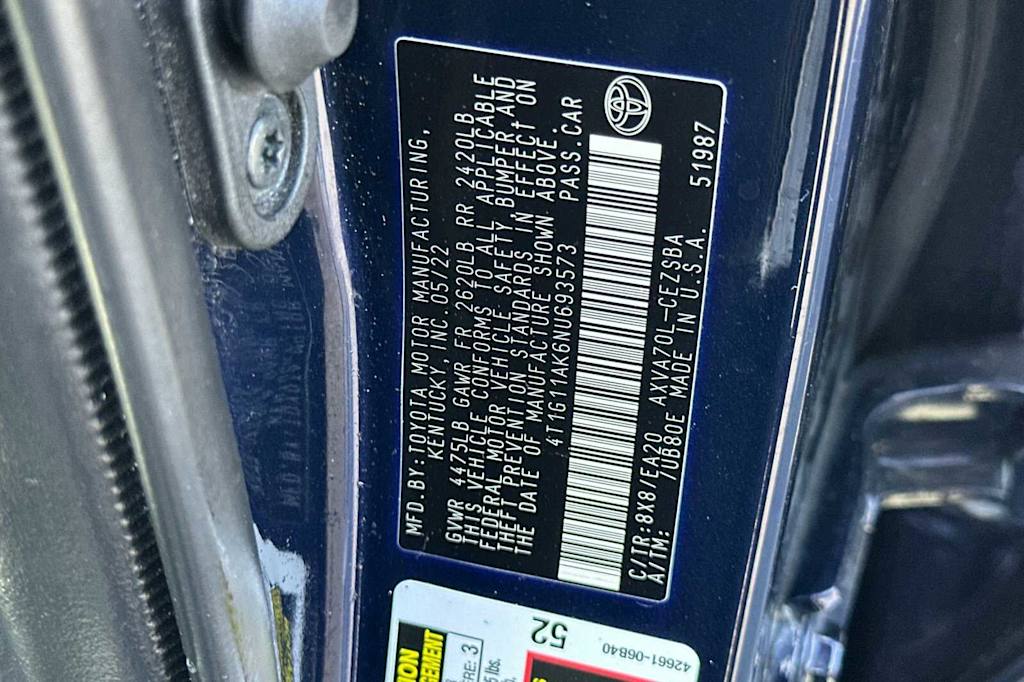 MFD.BY:TOYOTA MOTOR MANUFACTURING,
KENTUCKY, INC. 05/22
GVWR 4475LB GAWR FR 2620LB RR 2420LB
THIS VEHICLE CONFORMS TO ALL APPLICABLE
FEDERAL MOTOR VEHICLE SAFETY, BUMPER,AND
THEFT PREVENTION STANDARDS IN EFFECT ON
THE DATE OF MANUFACTURE SHOWN ABOVE.
4T1G11AK6NU693573 PASS.CAR
C/TR:8X8/EA20 AXVA70L-CEZSBA
A/TM: /UB80E MADE IN U.S.A. 51987
52
42661-06B40